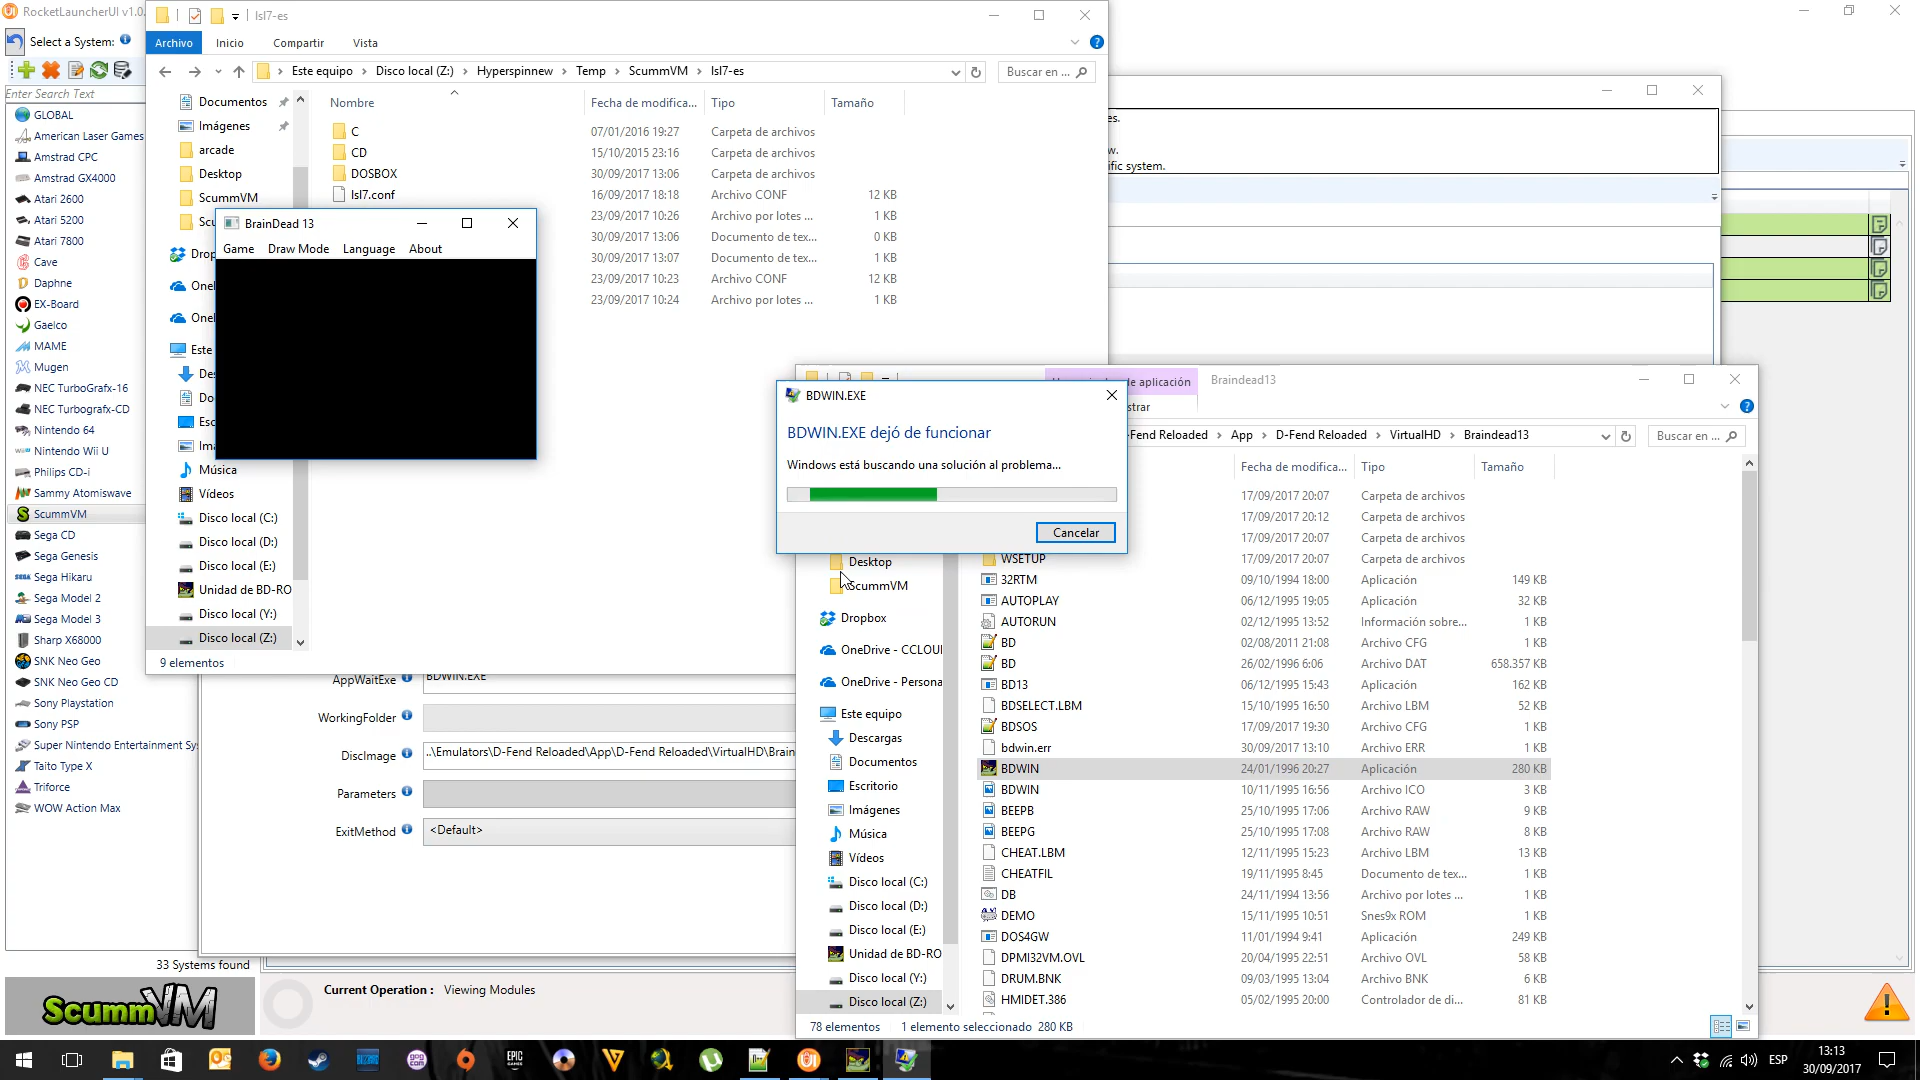 RocketLauncherUI v1.0.
Select a System:
Enter Search Text
GLOBAL
American Laser Games
Amstrad CPC
Amstrad GX4000
Atari 2600
Atari 5200
Atari 7800
Cave
Daphne
EX-Board
Gaelco
MAME
Mugen
NEC TurboGrafx-16
NEC Turbografx-CD
Nintendo 64
Nintendo Wii U
Philips CD-i
Sammy Atomiswave
ScummVM
Sega CD
Sega Genesis
Sega Hikaru
Sega Model 2
Sega Model 3
Sharp X68000
SNK Neo Geo
SNK Neo Geo CD
Sony Playstation
Sony PSP
Super Nintendo Entertainment Sy
Taito Type X
Triforce
WOW Action Max
33 Systems found
ScummVM
Current Operation : Viewing Modules
lsl7-es
Archivo Inicio Compartir Vista
Este equipo > Disco local (Z:) > Hyperspinnew > Temp > ScummVM > lsl7-es
Buscar en ...
Documentos
Imágenes
arcade
Desktop
ScummVM
Scu
Drop
Onel
Onel
Este
Des
Do
Esc
Ima
Música
Vídeos
Disco local (C:)
Disco local (D:)
Disco local (E:)
Unidad de BD-RO
Disco local (Y:)
Disco local (Z:)
9 elementos
Nombre Fecha de modifica... Tipo Tamaño
C 07/01/2016 19:27 Carpeta de archivos
CD 15/10/2015 23:16 Carpeta de archivos
DOSBOX 30/09/2017 13:06 Carpeta de archivos
lsl7.conf 16/09/2017 18:18 Archivo CONF 12 KB
23/09/2017 10:26 Archivo por lotes ... 1 KB
30/09/2017 13:06 Documento de tex... 0 KB
30/09/2017 13:07 Documento de tex... 1 KB
23/09/2017 10:23 Archivo CONF 12 KB
23/09/2017 10:24 Archivo por lotes ... 1 KB
BrainDead 13
Game Draw Mode Language About
es.
w.
ific system.
AppWaitExe BDWIN.EXE
WorkingFolder
DiscImage ..\Emulators\D-Fend Reloaded\App\D-Fend Reloaded\VirtualHD\Brain
Parameters
ExitMethod <Default>
BDWIN.EXE
BDWIN.EXE dejó de funcionar
Windows está buscando una solución al problema...
Cancelar
de aplicación
Braindead13
strar
-Fend Reloaded > App > D-Fend Reloaded > VirtualHD > Braindead13
Buscar en ...
Desktop
ScummVM
Dropbox
OneDrive - CCLOUI
OneDrive - Persona
Este equipo
Descargas
Documentos
Escritorio
Imágenes
Música
Vídeos
Disco local (C:)
Disco local (D:)
Disco local (E:)
Unidad de BD-RO
Disco local (Y:)
Disco local (Z:)
Fecha de modifica... Tipo Tamaño
17/09/2017 20:07 Carpeta de archivos
17/09/2017 20:12 Carpeta de archivos
17/09/2017 20:07 Carpeta de archivos
WSETUP 17/09/2017 20:07 Carpeta de archivos
32RTM 09/10/1994 18:00 Aplicación 149 KB
AUTOPLAY 06/12/1995 19:05 Aplicación 32 KB
AUTORUN 02/12/1995 13:52 Información sobre... 1 KB
BD 02/08/2011 21:08 Archivo CFG 1 KB
BD 26/02/1996 6:06 Archivo DAT 658.357 KB
BD13 06/12/1995 15:43 Aplicación 162 KB
BDSELECT.LBM 15/10/1995 16:50 Archivo LBM 52 KB
BDSOS 17/09/2017 19:30 Archivo CFG 1 KB
bdwin.err 30/09/2017 13:10 Archivo ERR 1 KB
BDWIN 24/01/1996 20:27 Aplicación 280 KB
BDWIN 10/11/1995 16:56 Archivo ICO 3 KB
BEEPB 25/10/1995 17:06 Archivo RAW 9 KB
BEEPG 25/10/1995 17:08 Archivo RAW 8 KB
CHEAT.LBM 12/11/1995 15:23 Archivo LBM 13 KB
CHEATFIL 19/11/1995 8:45 Documento de tex... 1 KB
DB 24/11/1994 13:56 Archivo por lotes ... 1 KB
DEMO 15/11/1995 10:51 Snes9x ROM 1 KB
DOS4GW 11/01/1994 9:41 Aplicación 249 KB
DPMI32VM.OVL 20/04/1995 22:51 Archivo OVL 58 KB
DRUM.BNK 09/03/1995 13:04 Archivo BNK 6 KB
HMIDET.386 05/02/1995 20:00 Controlador de di... 81 KB
78 elementos 1 elemento seleccionado 280 KB
EPIC
ESP
13:13
30/09/2017